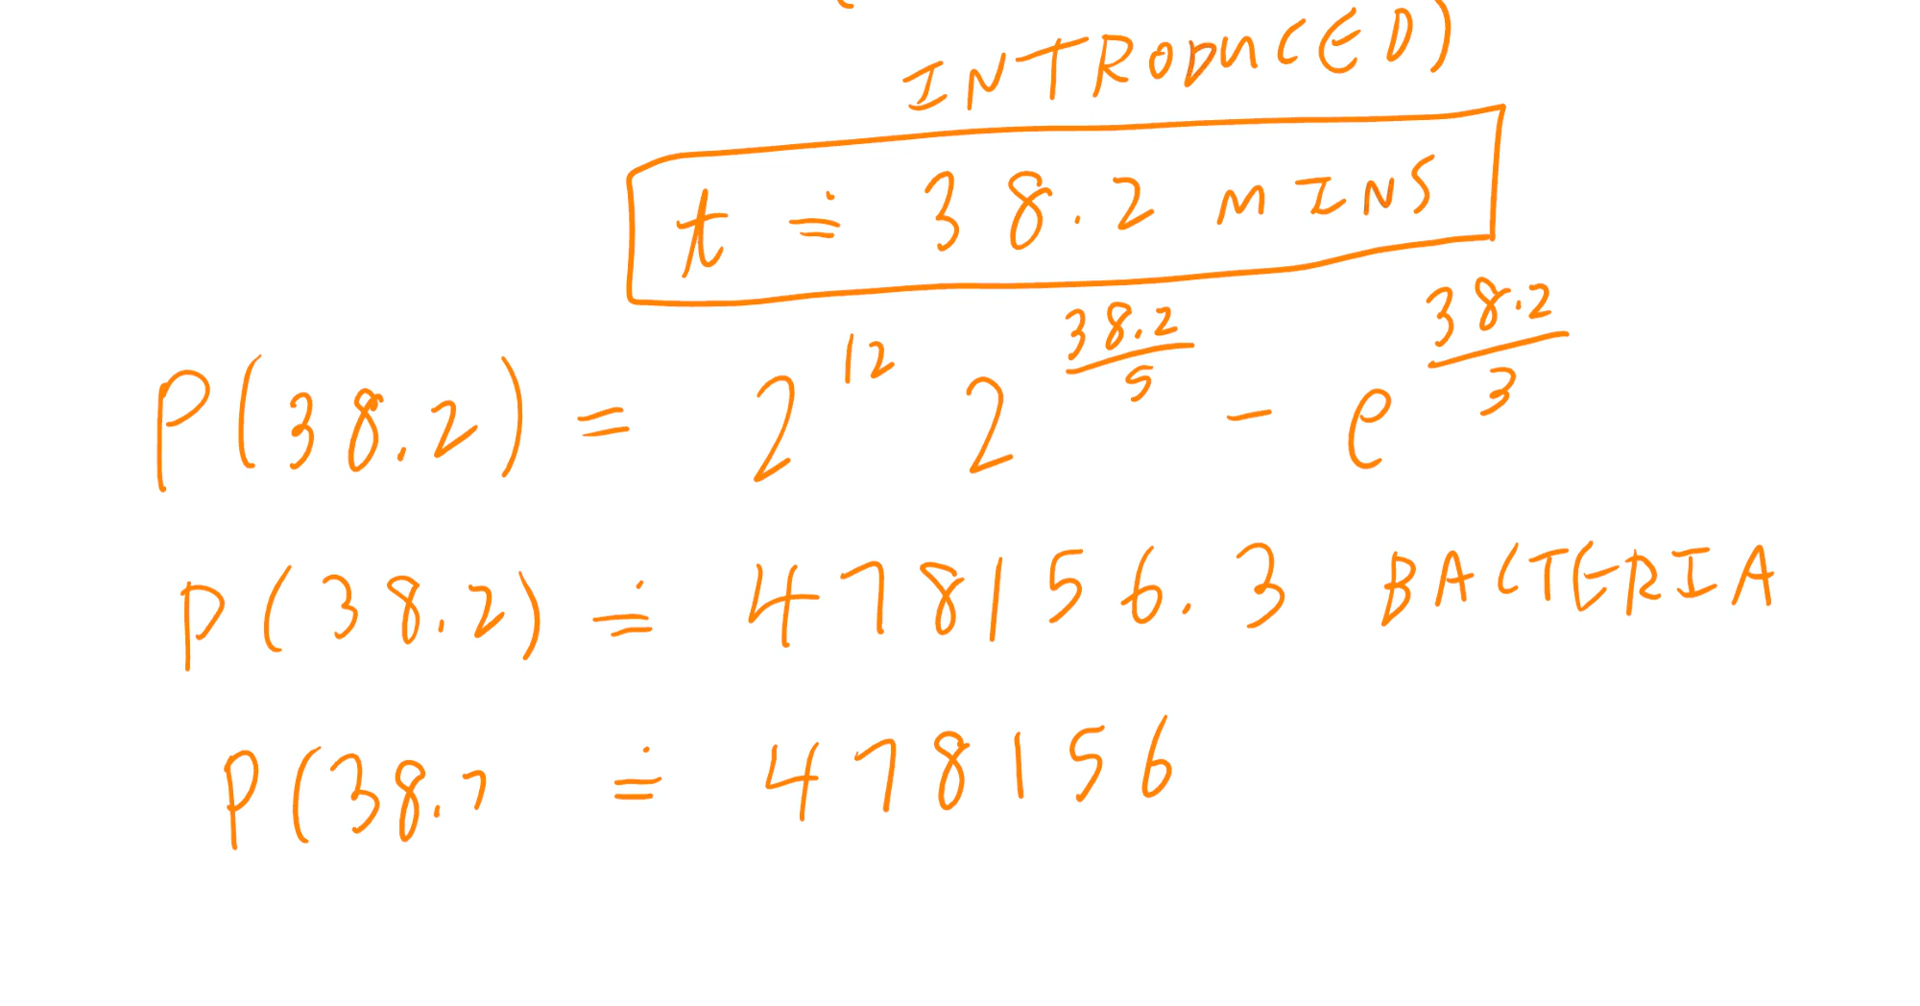 INTRODUCED)
t ≐ 38.2 MINS
P(38.2) = 2^12 2^(38.2/5) - e^(38.2/3)
P(38.2) ≐ 478156.3 BACTERIA
P(38.2 ≐ 478156